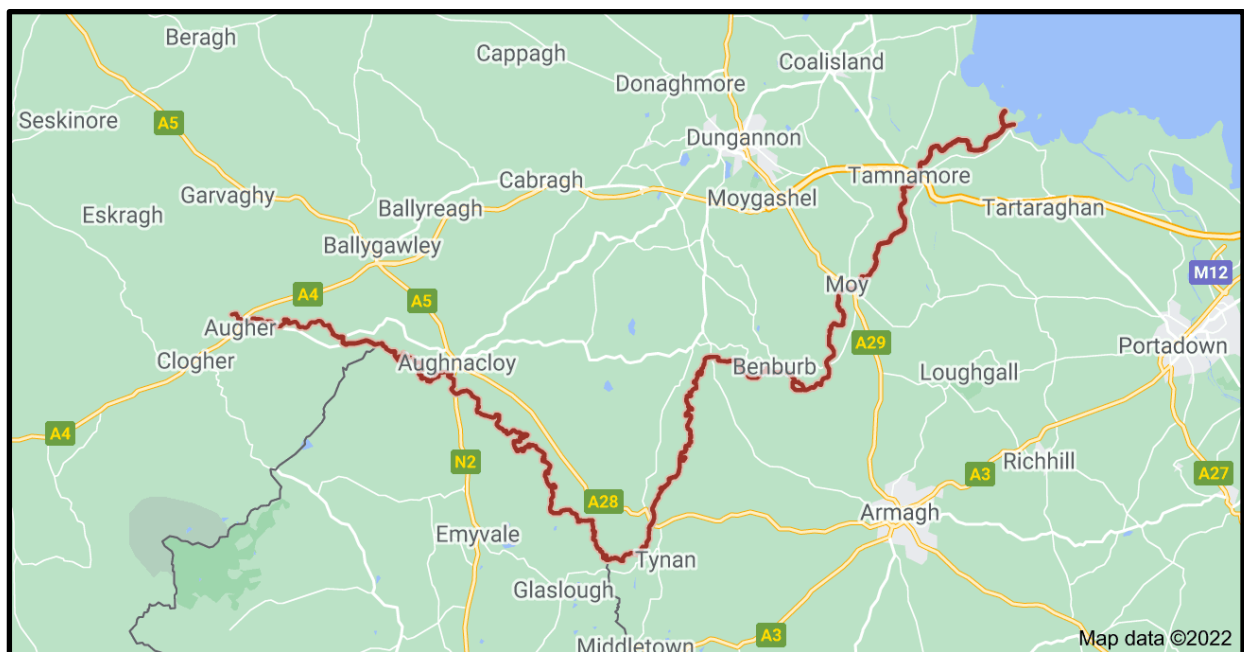 Beragh
Cappagh
Coalisland
Donaghmore
Seskinore
A5
Dungannon
Tamnamore
Cabragh
Garvaghy
Moygashel
Eskragh
Ballyreagh
Tartaraghan
Ballygawley
M12
Moy
A4
A5
Augher
A29
Portadown
Clogher
Aughnacloy
Benburb
Loughgall
A4
N2
Richhill
A3
A27
A28
Armagh
Emyvale
Tynan
Glaslough
A3
Middletown
Map data ©2022